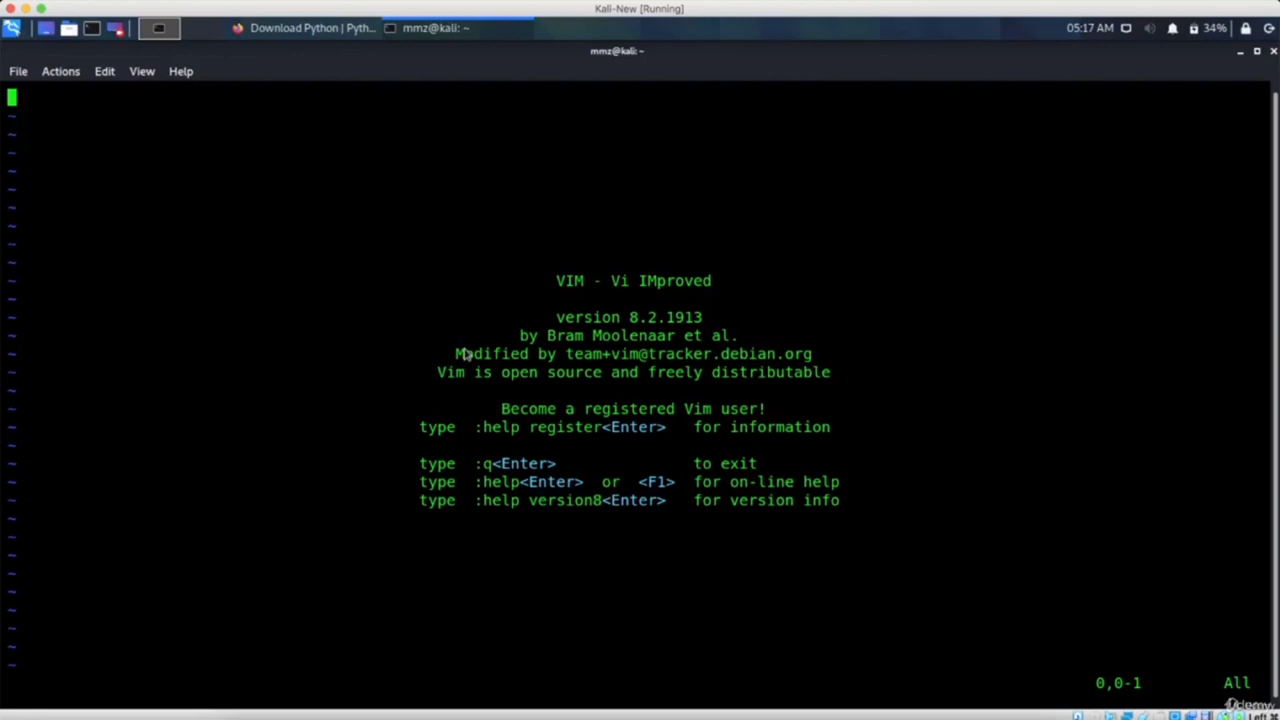 Kali-New [Running]
Download Python | Pyth... mmz@kali: ~ 05:17 AM 34%
mmz@kali: ~
File Actions Edit View Help
~
~
~
~
~
~
~
~
~
VIM - Vi IMproved
~
~
version 8.2.1913
~
by Bram Moolenaar et al.
~
Modified by team+vim@tracker.debian.org
~
Vim is open source and freely distributable
~
~
Become a registered Vim user!
~
type :help register<Enter> for information
~
~
type :q<Enter> to exit
~
type :help<Enter> or <F1> for on-line help
~
type :help version8<Enter> for version info
~
~
~
~
~
~
~
~
~
~
0,0-1 All
Udemy
Left ⌘